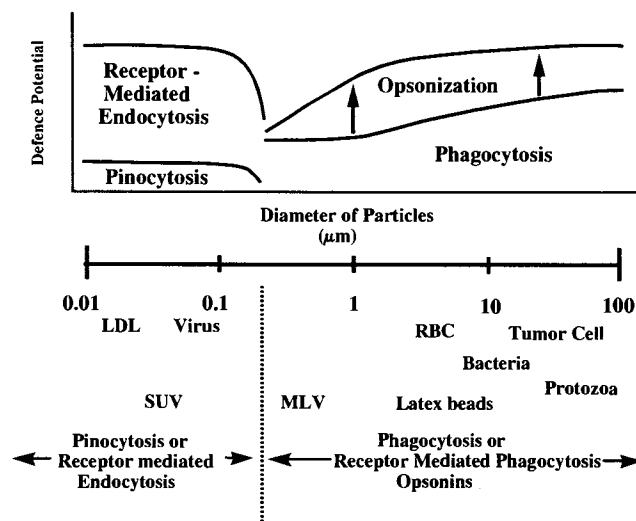 Defence Potential
Receptor -
Mediated
Endocytosis
Opsonization
Phagocytosis
Pinocytosis
Diameter of Particles
(μm)
0.01 0.1 1 10 100
LDL Virus RBC Tumor Cell
Bacteria
Protozoa
SUV MLV Latex beads
Pinocytosis or
Receptor mediated
Endocytosis
Phagocytosis or
Receptor Mediated Phagocytosis
Opsonins